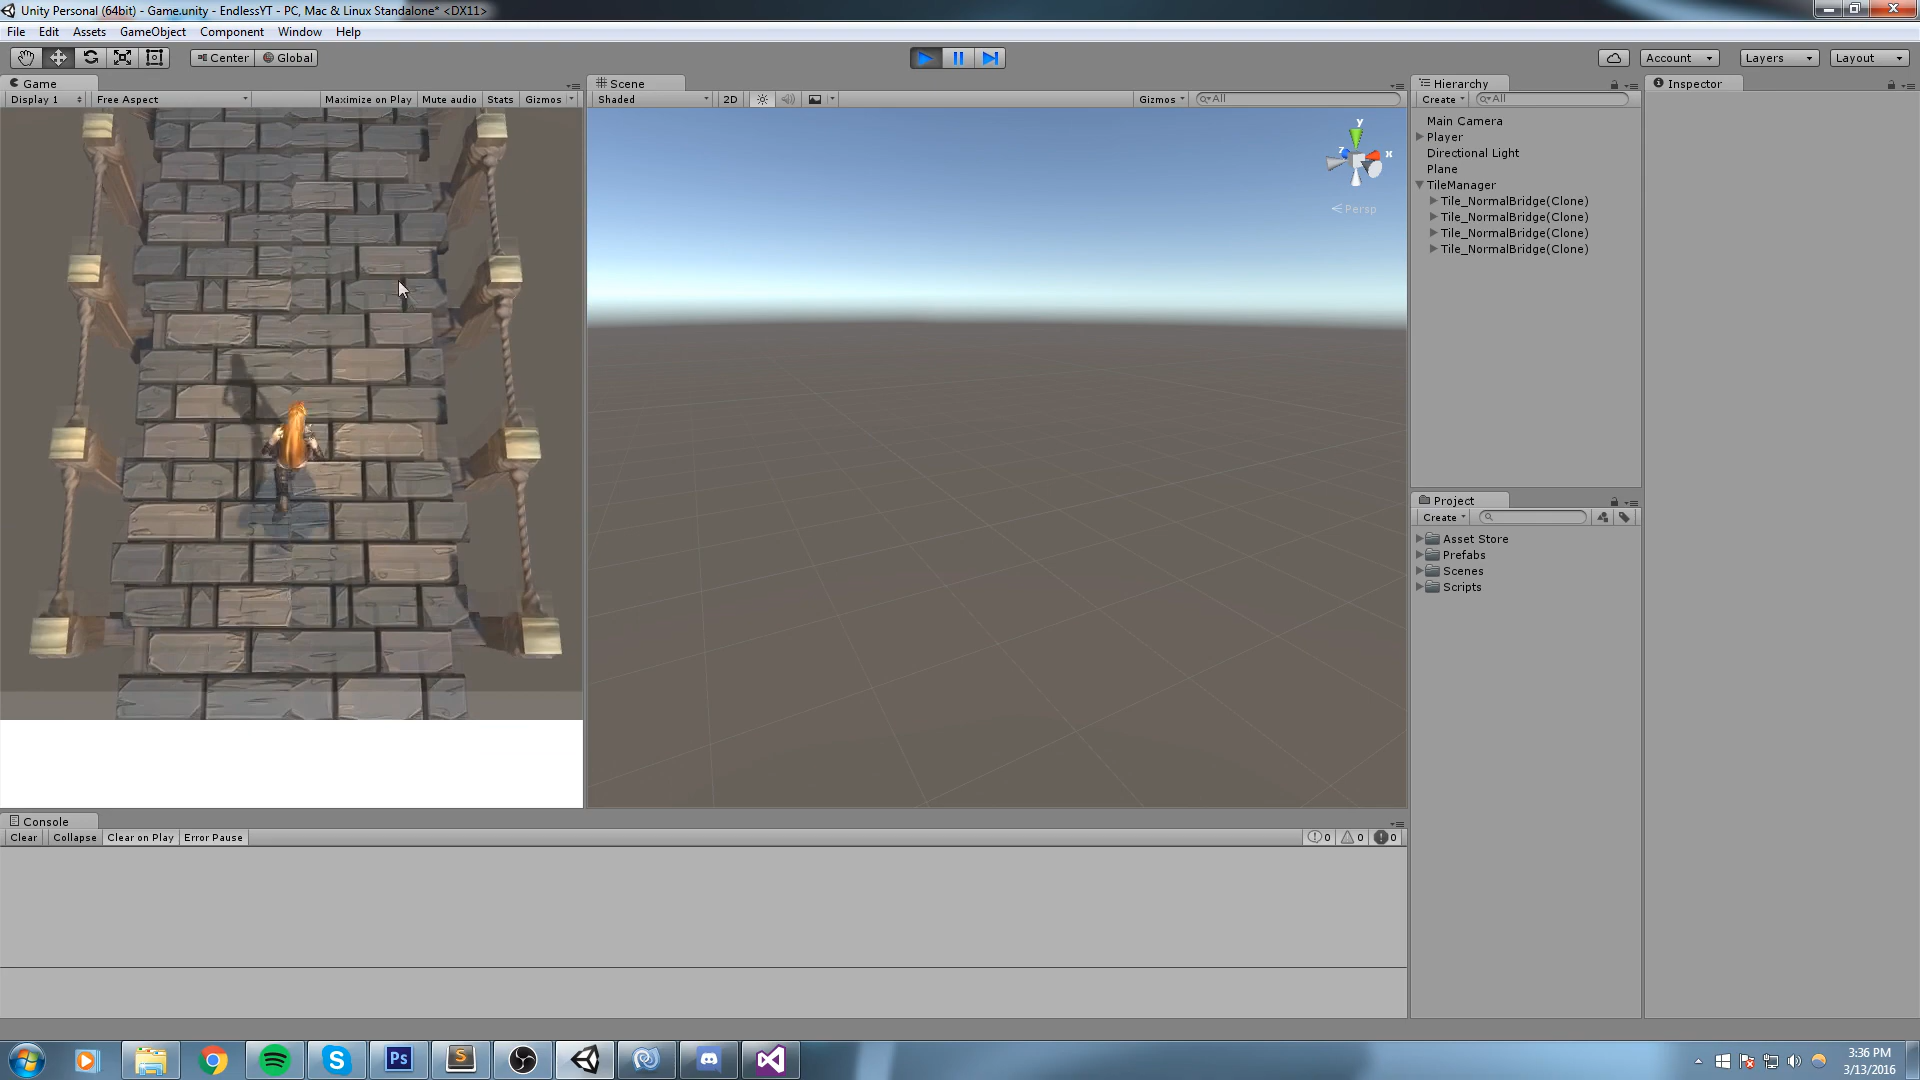 Unity Personal (64bit) - Game.unity - EndlessYT - PC, Mac & Linux Standalone* <DX11>
File Edit Assets GameObject Component Window Help
Center Global Account Layers Layout
Game Scene Hierarchy Inspector
Display 1 Free Aspect Maximize on Play Mute audio Stats Gizmos Shaded 2D Gizmos All Create All
y
z x
Persp
Main Camera
Player
Directional Light
Plane
TileManager
Tile_NormalBridge(Clone)
Tile_NormalBridge(Clone)
Tile_NormalBridge(Clone)
Tile_NormalBridge(Clone)
Project
Create
Asset Store
Prefabs
Scenes
Scripts
Console
Clear Collapse Clear on Play Error Pause 0 0 0
Ps S
3:36 PM
3/13/2016